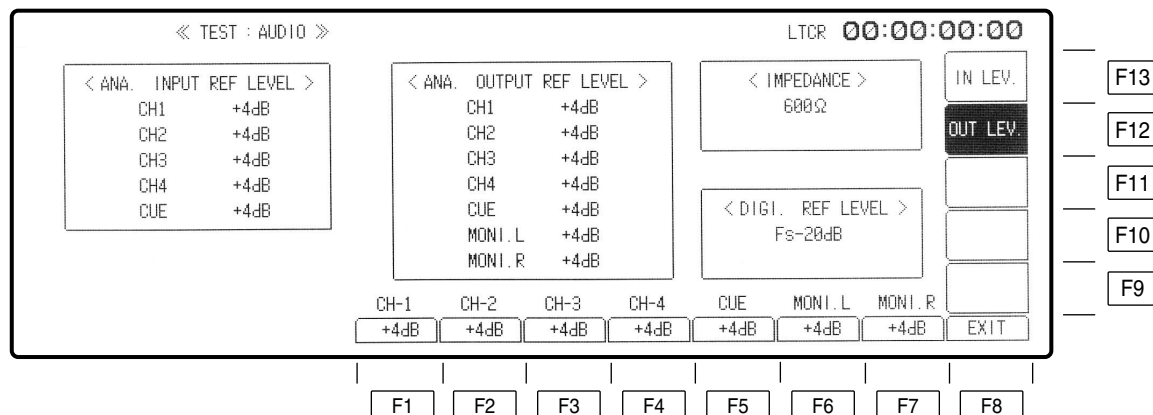 ≪ TEST : AUDIO ≫
LTCR 00:00:00:00
< ANA. INPUT REF LEVEL >
CH1 +4dB
CH2 +4dB
CH3 +4dB
CH4 +4dB
CUE +4dB
< ANA. OUTPUT REF LEVEL >
CH1 +4dB
CH2 +4dB
CH3 +4dB
CH4 +4dB
CUE +4dB
MONI.L +4dB
MONI.R +4dB
< IMPEDANCE >
600Ω
< DIGI. REF LEVEL >
Fs-20dB
IN LEV.
OUT LEV.
F13
F12
F11
F10
F9
CH-1 CH-2 CH-3 CH-4 CUE MONI.L MONI.R
+4dB +4dB +4dB +4dB +4dB +4dB +4dB EXIT
F1 F2 F3 F4 F5 F6 F7 F8